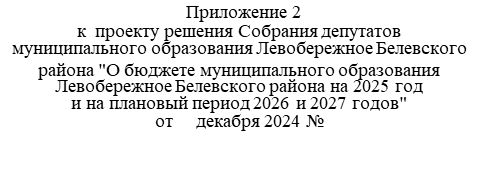 Приложение 2
к проекту решения Собрания депутатов
муниципального образования Левобережное Белевского
района "О бюджете муниципального образования
Левобережное Белевского района на 2025 год
и на плановый период 2026 и 2027 годов"
от декабря 2024 №